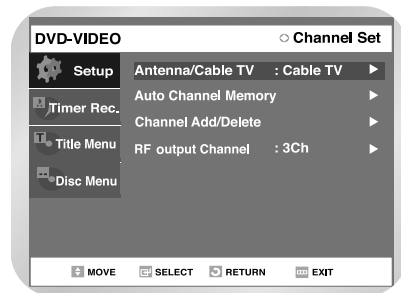 DVD-VIDEO Channel Set
Setup Antenna/Cable TV : Cable TV
Auto Channel Memory
Timer Rec.
Channel Add/Delete
Title Menu RF output Channel : 3Ch
Disc Menu
MOVE SELECT RETURN EXIT